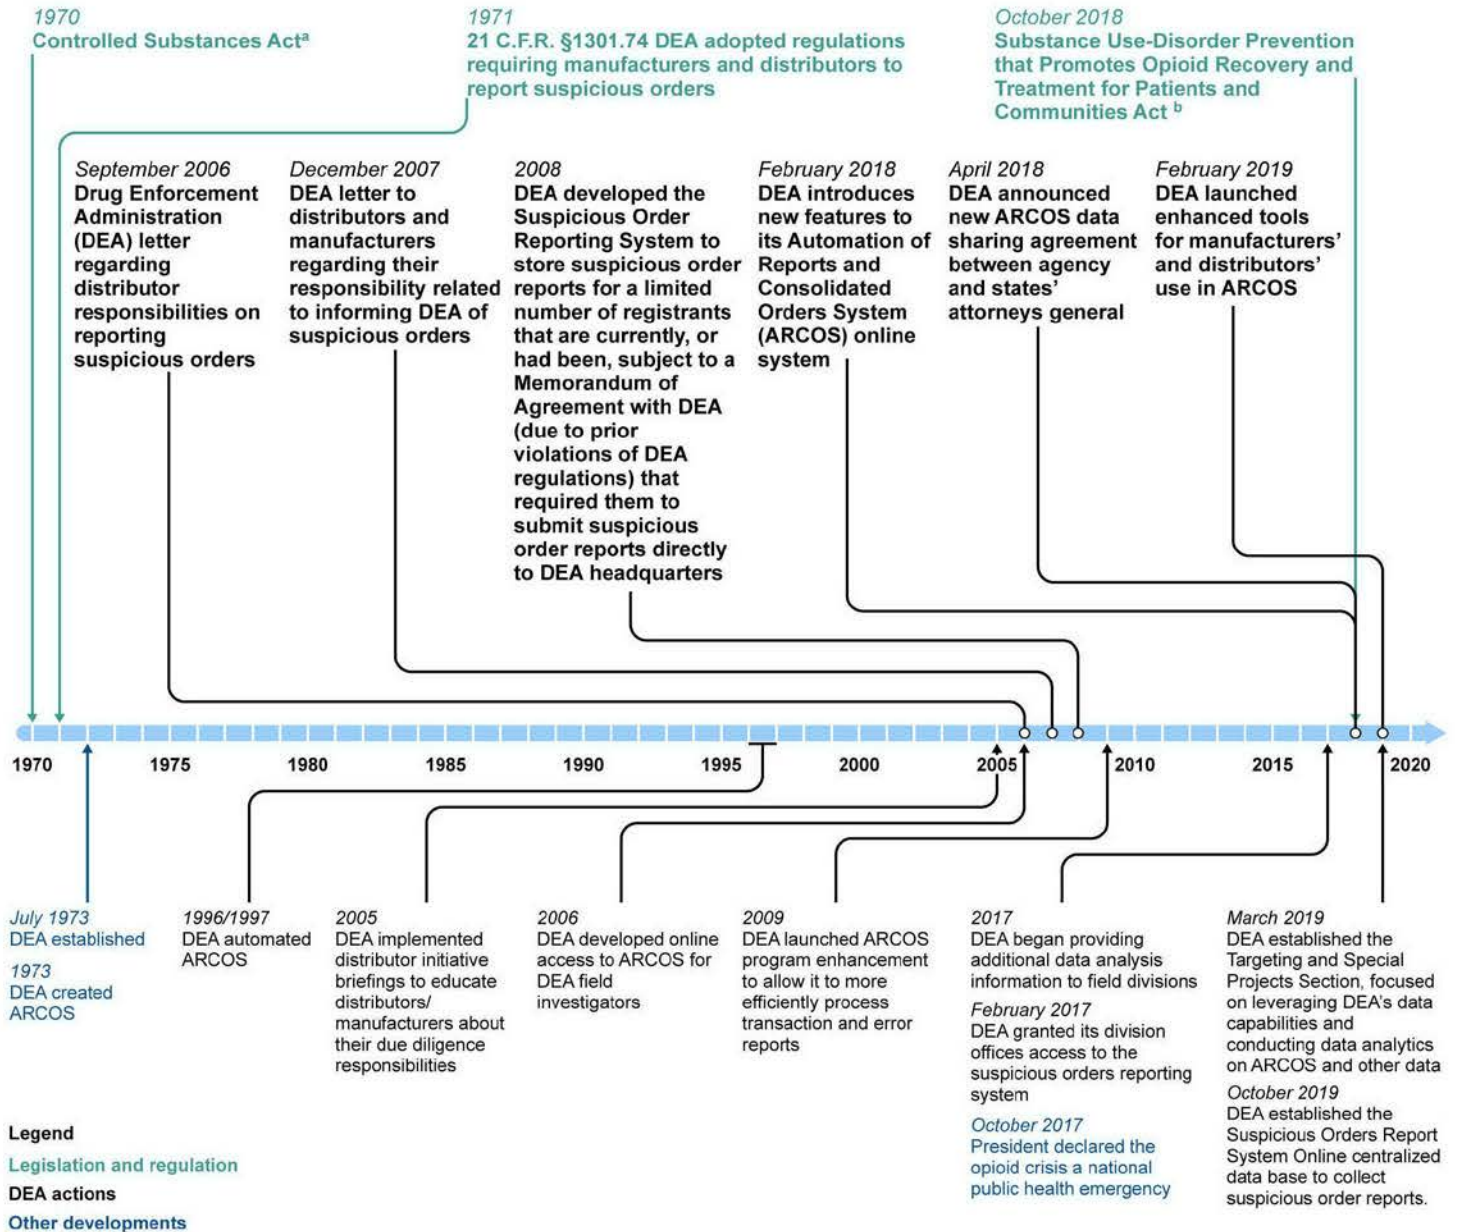 1970
Controlled Substances Actᵃ
1971
21 C.F.R. §1301.74 DEA adopted regulations
requiring manufacturers and distributors to
report suspicious orders
October 2018
Substance Use-Disorder Prevention
that Promotes Opioid Recovery and
Treatment for Patients and
Communities Act ᵇ
September 2006
Drug Enforcement
Administration
(DEA) letter
regarding
distributor
responsibilities on
reporting
suspicious orders
December 2007
DEA letter to
distributors and
manufacturers
regarding their
responsibility related
to informing DEA of
suspicious orders
2008
DEA developed the
Suspicious Order
Reporting System to
store suspicious order
reports for a limited
number of registrants
that are currently, or
had been, subject to a
Memorandum of
Agreement with DEA
(due to prior
violations of DEA
regulations) that
required them to
submit suspicious
order reports directly
to DEA headquarters
February 2018
DEA introduces
new features to
its Automation of
Reports and
Consolidated
Orders System
(ARCOS) online
system
April 2018
DEA announced
new ARCOS data
sharing agreement
between agency
and states’
attorneys general
February 2019
DEA launched
enhanced tools
for manufacturers’
and distributors’
use in ARCOS
1970 1975 1980 1985 1990 1995 2000 2005 2010 2015 2020
July 1973
DEA established
1973
DEA created
ARCOS
1996/1997
DEA automated
ARCOS
2005
DEA implemented
distributor initiative
briefings to educate
distributors/
manufacturers about
their due diligence
responsibilities
2006
DEA developed online
access to ARCOS for
DEA field
investigators
2009
DEA launched ARCOS
program enhancement
to allow it to more
efficiently process
transaction and error
reports
2017
DEA began providing
additional data analysis
information to field divisions
February 2017
DEA granted its division
offices access to the
suspicious orders reporting
system
October 2017
President declared the
opioid crisis a national
public health emergency
March 2019
DEA established the
Targeting and Special
Projects Section, focused
on leveraging DEA’s data
capabilities and
conducting data analytics
on ARCOS and other data
October 2019
DEA established the
Suspicious Orders Report
System Online centralized
data base to collect
suspicious order reports.
Legend
Legislation and regulation
DEA actions
Other developments